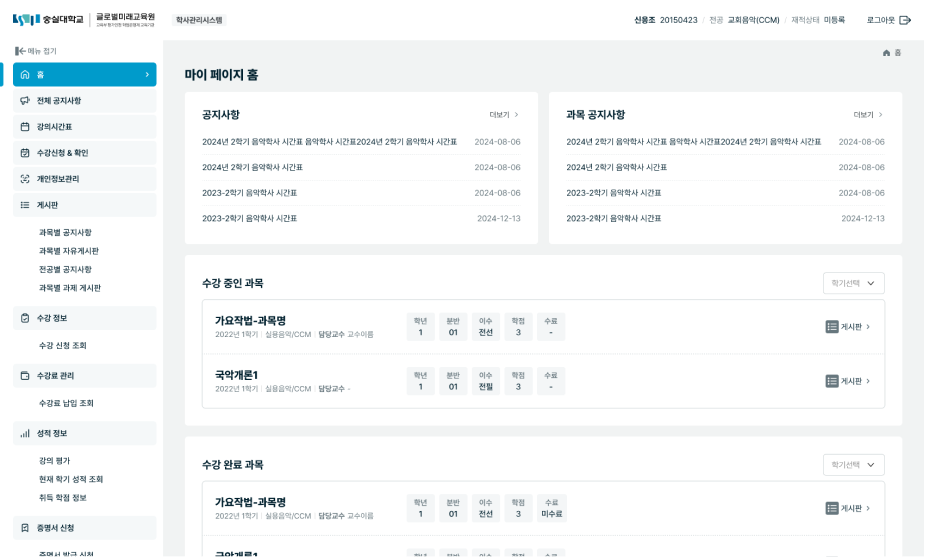 숭실대학교 글로벌미래교육원 학사관리시스템
신용조 20150423 / 전공 교회음악(CCM) / 재적상태 미등록 로그아웃
메뉴 접기
홈
홈
전체 공지사항
강의시간표
수강신청 & 확인
개인정보관리
게시판
과목별 공지사항
과목별 자유게시판
전공별 공지사항
과목별 과제 게시판
수강 정보
수강 신청 조회
수강료 관리
수강료 납입 조회
성적 정보
강의 평가
현재 학기 성적 조회
취득 학점 정보
증명서 신청
증명서 발급 신청
마이 페이지 홈
공지사항 더보기 >
2024년 2학기 음악학사 시간표 음악학사 시간표2024년 2학기 음악학사 시간표 2024-08-06
2024년 2학기 음악학사 시간표 2024-08-06
2023-2학기 음악학사 시간표 2024-08-06
2023-2학기 음악학사 시간표 2024-12-13
과목 공지사항 더보기 >
2024년 2학기 음악학사 시간표 음악학사 시간표2024년 2학기 음악학사 시간표 2024-08-06
2024년 2학기 음악학사 시간표 2024-08-06
2023-2학기 음악학사 시간표 2024-08-06
2023-2학기 음악학사 시간표 2024-12-13
수강 중인 과목 학기선택
가요작법-과목명
2022년 1학기 | 실용음악/CCM | 담당교수 교수이름
학년 분반 이수 학점 수료
1 01 전선 3 -
게시판 >
국악개론1
2022년 1학기 | 실용음악/CCM | 담당교수 -
학년 분반 이수 학점 수료
1 01 전필 3 -
게시판 >
수강 완료 과목 학기선택
가요작법-과목명
2022년 1학기 | 실용음악/CCM | 담당교수 교수이름
학년 분반 이수 학점 수료
1 01 전선 3 미수료
게시판 >
국악개론1
학년 분반 이수 학점 수료